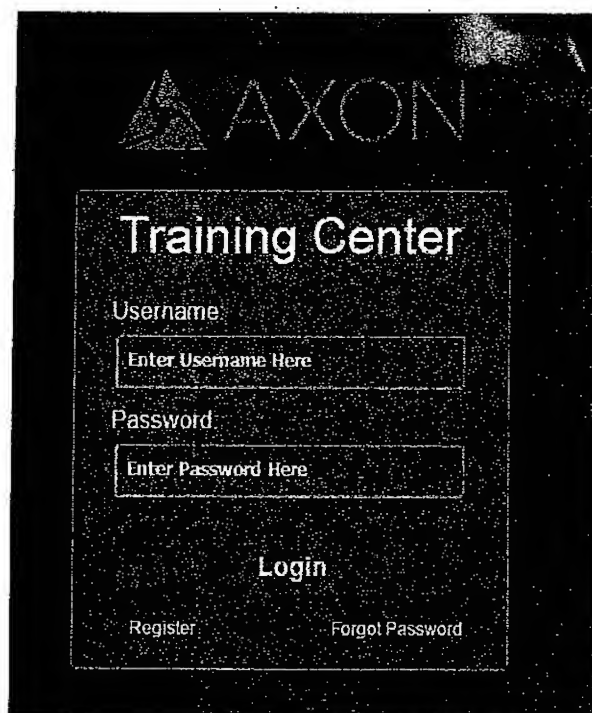 AXON
Training Center
Username
Enter Username Here
Password
Enter Password Here
Login
Register
Forgot Password